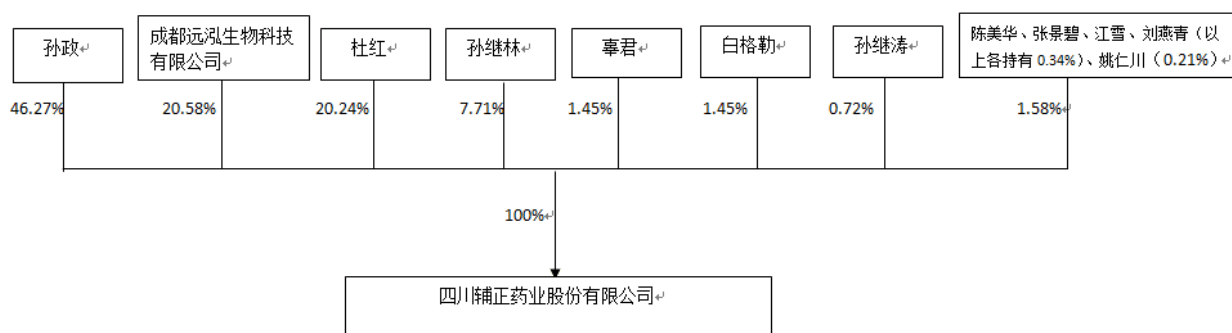 孙政
成都远泓生物科技
有限公司
杜红
孙继林
辜君
白格勒
孙继涛
陈美华、张景碧、江雪、刘燕青（以
上各持有 0.34%）、姚仁川（0.21%）
46.27%
20.58%
20.24%
7.71%
1.45%
1.45%
0.72%
1.58%
100%
四川辅正药业股份有限公司